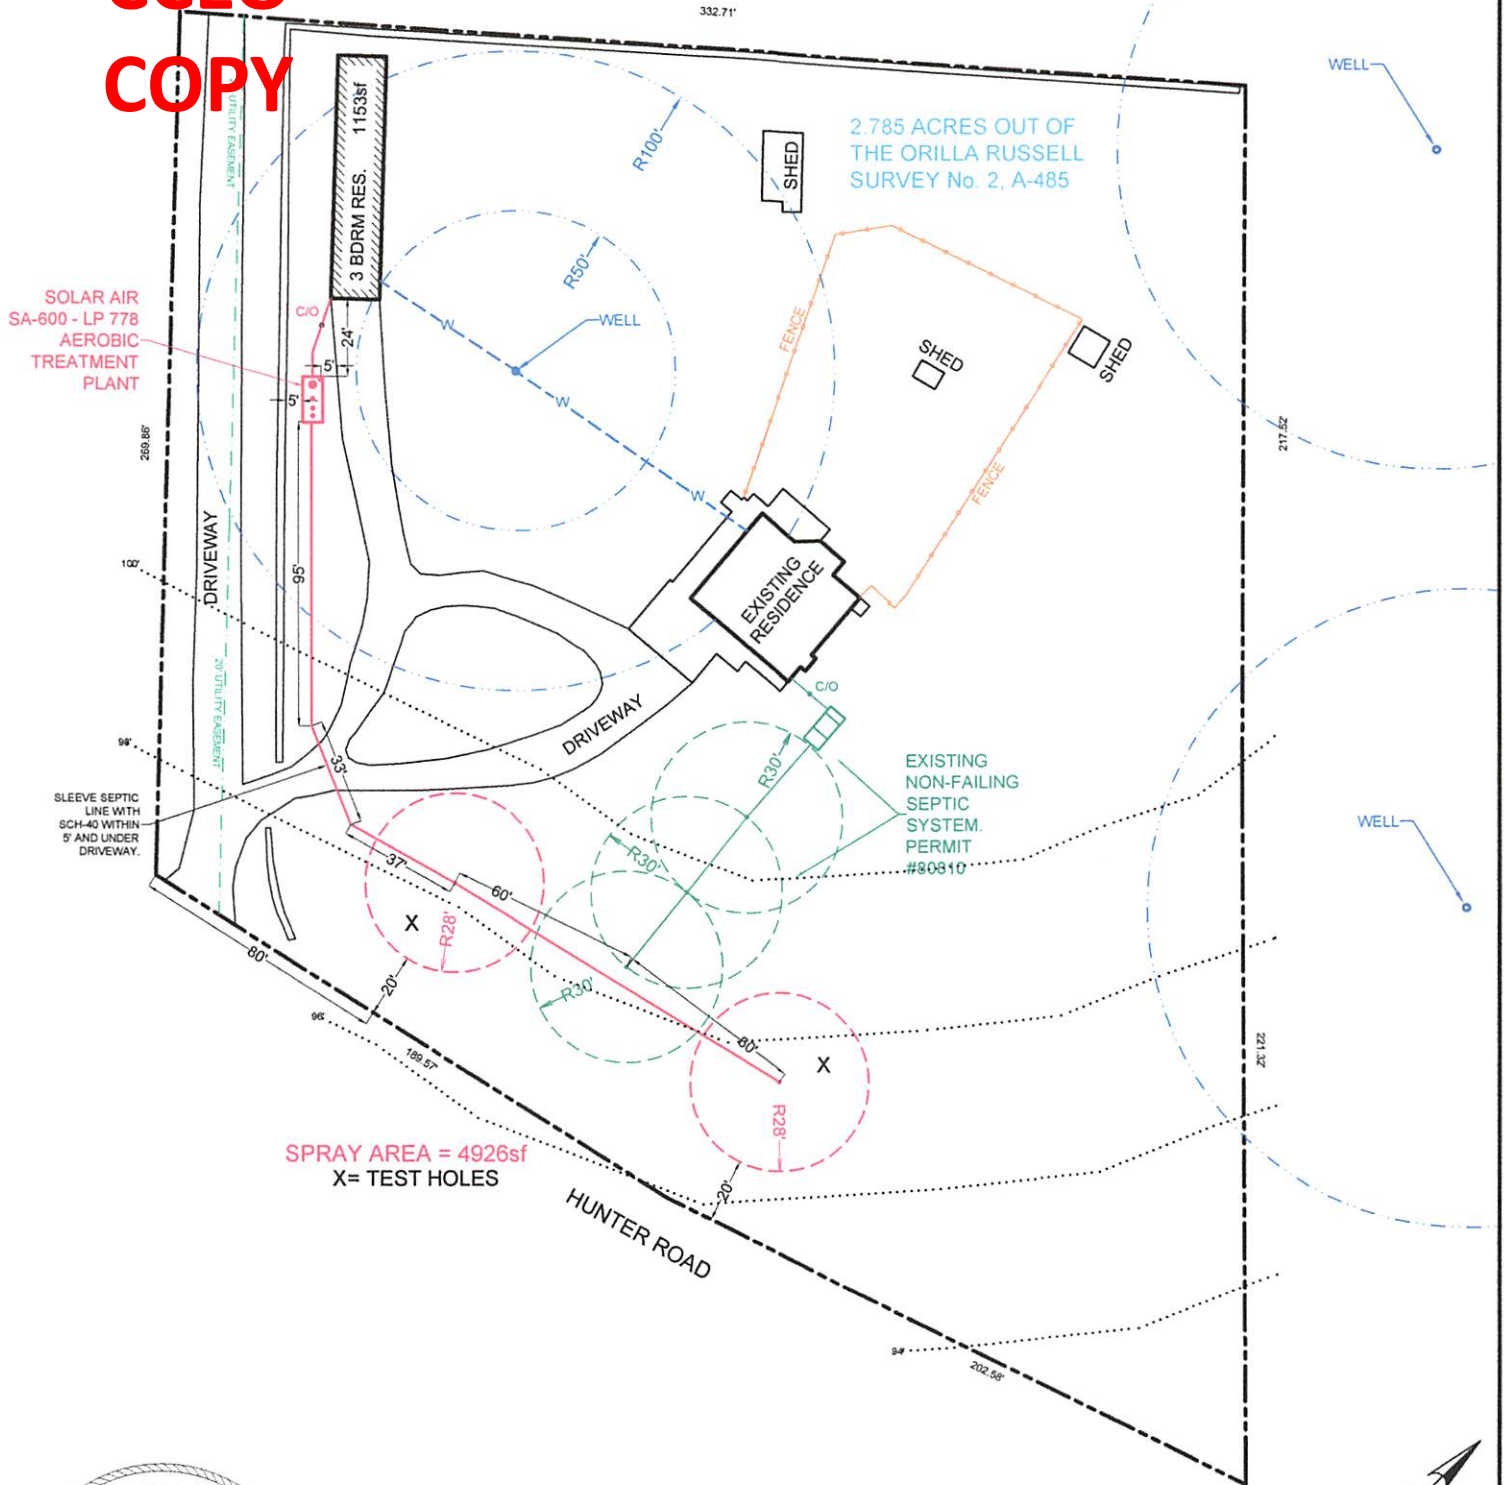 COPY
332.71'
WELL
2.785 ACRES OUT OF
THE ORILLA RUSSELL
SURVEY No. 2, A-485
UTILITY EASEMENT
3 BDRM RES. 1153sf
R100'
SHED
R50'
WELL
SOLAR AIR
SA-600 - LP 778
AEROBIC
TREATMENT
PLANT
C/O
24'
5'
5'
W
W
W
FENCE
SHED
SHED
FENCE
269.86'
217.52'
DRIVEWAY
95'
100'
EXISTING
RESIDENCE
20' UTILITY EASEMENT
98'
DRIVEWAY
C/O
33'
R30'
EXISTING
NON-FAILING
SEPTIC
SYSTEM.
PERMIT
#80810
SLEEVE SEPTIC
LINE WITH
SCH-40 WITHIN
5' AND UNDER
DRIVEWAY.
WELL
37'
R30'
60'
X
R28'
80'
20'
R30'
96'
189.57'
60'
X
221.32'
R28'
SPRAY AREA = 4926sf
X= TEST HOLES
20'
HUNTER ROAD
94'
202.58'